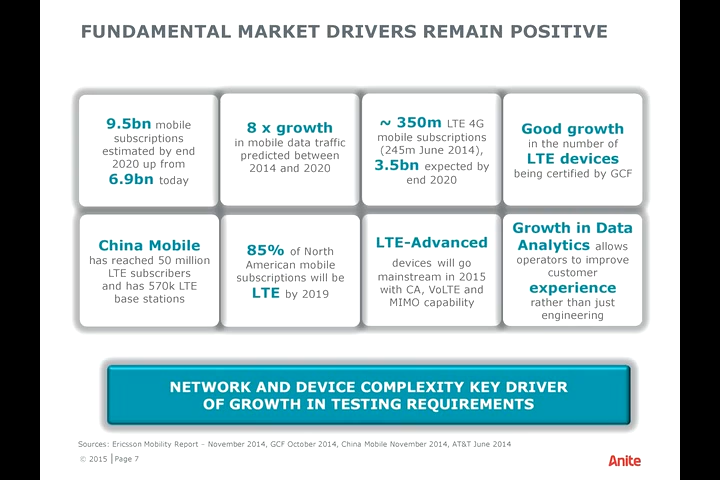 FUNDAMENTAL MARKET DRIVERS REMAIN POSITIVE
9.5bn mobile
subscriptions
estimated by end
2020 up from
6.9bn today
8 x growth
in mobile data traffic
predicted between
2014 and 2020
~ 350m LTE 4G
mobile subscriptions
(245m June 2014),
3.5bn expected by
end 2020
Good growth
in the number of
LTE devices
being certified by GCF
China Mobile
has reached 50 million
LTE subscribers
and has 570k LTE
base stations
85% of North
American mobile
subscriptions will be
LTE by 2019
LTE-Advanced
devices will go
mainstream in 2015
with CA, VoLTE and
MIMO capability
Growth in Data
Analytics allows
operators to improve
customer
experience
rather than just
engineering
NETWORK AND DEVICE COMPLEXITY KEY DRIVER
OF GROWTH IN TESTING REQUIREMENTS
Sources: Ericsson Mobility Report - November 2014, GCF October 2014, China Mobile November 2014, AT&T June 2014
© 2015 | Page 7
Anite